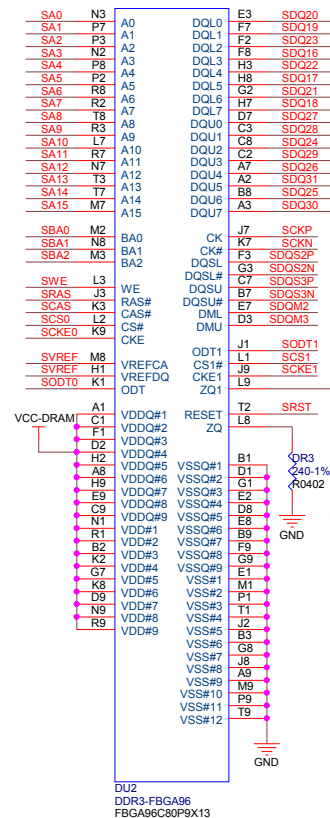 SA0 N3 A0 DQL0 E3 SDQ20
SA1 P7 A1 DQL1 F7 SDQ19
SA2 P3 A2 DQL2 F2 SDQ23
SA3 N2 A3 DQL3 F8 SDQ16
SA4 P8 A4 DQL4 H3 SDQ22
SA5 P2 A5 DQL5 H8 SDQ17
SA6 R8 A6 DQL6 G2 SDQ21
SA7 R2 A7 DQL7 H7 SDQ18
SA8 T8 A8 DQU0 D7 SDQ27
SA9 R3 A9 DQU1 C3 SDQ28
SA10 L7 A10 DQU2 C8 SDQ24
SA11 R7 A11 DQU3 C2 SDQ29
SA12 N7 A12 DQU4 A7 SDQ26
SA13 T3 A13 DQU5 A2 SDQ31
SA14 T7 A14 DQU6 B8 SDQ25
SA15 M7 A15 DQU7 A3 SDQ30
SBA0 M2 BA0 CK J7 SCKP
SBA1 N8 BA1 CK# K7 SCKN
SBA2 M3 BA2 DQSL F3 SDQS2P
DQSL# G3 SDQS2N
SWE L3 WE DQSU C7 SDQS3P
SRAS J3 RAS# DQSU# B7 SDQS3N
SCAS K3 CAS# DML E7 SDQM2
SCS0 L2 CS# DMU D3 SDQM3
SCKE0 K9 CKE
ODT1 J1 SODT1
SVREF M8 VREFCA CS1# L1 SCS1
SVREF H1 VREFDQ CKE1 J9 SCKE1
SODT0 K1 ODT ZQ1 L9
A1 VDDQ#1 RESET T2 SRST
VCC-DRAM C1 VDDQ#2 ZQ L8
F1 VDDQ#3
D2 VDDQ#4
H2 VDDQ#5 VSSQ#1 B1 DR3
A8 VDDQ#6 VSSQ#2 D1 240-1%
H9 VDDQ#7 VSSQ#3 G1 R0402
E9 VDDQ#8 VSSQ#4 E2
C9 VDDQ#9 VSSQ#5 D8
N1 VDD#1 VSSQ#6 E8 GND
R1 VDD#2 VSSQ#7 B9
B2 VDD#3 VSSQ#8 F9
K2 VDD#4 VSSQ#9 G9
G7 VDD#5 VSS#1 E1
K8 VDD#6 VSS#2 M1
D9 VDD#7 VSS#3 P1
N9 VDD#8 VSS#4 T1
R9 VDD#9 VSS#5 J2
VSS#6 B3
VSS#7 G8
VSS#8 J8
VSS#9 A9
VSS#10 M9
VSS#11 P9
VSS#12 T9
GND
DU2
DDR3-FBGA96
FBGA96C80P9X13